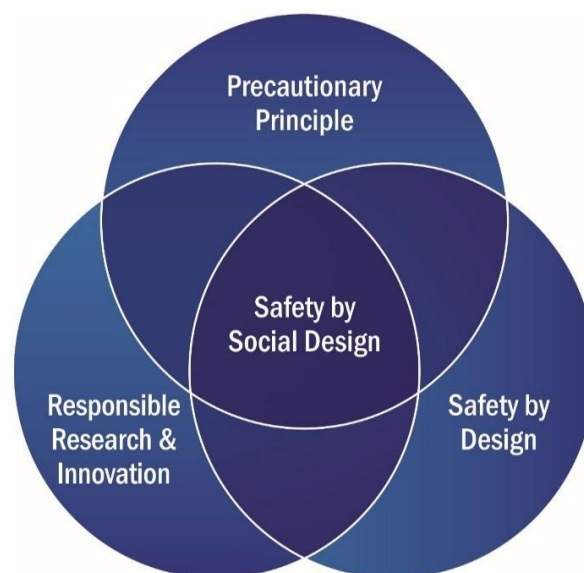 Precautionary
Principle
Safety by
Social Design
Responsible
Research &
Innovation
Safety by
Design